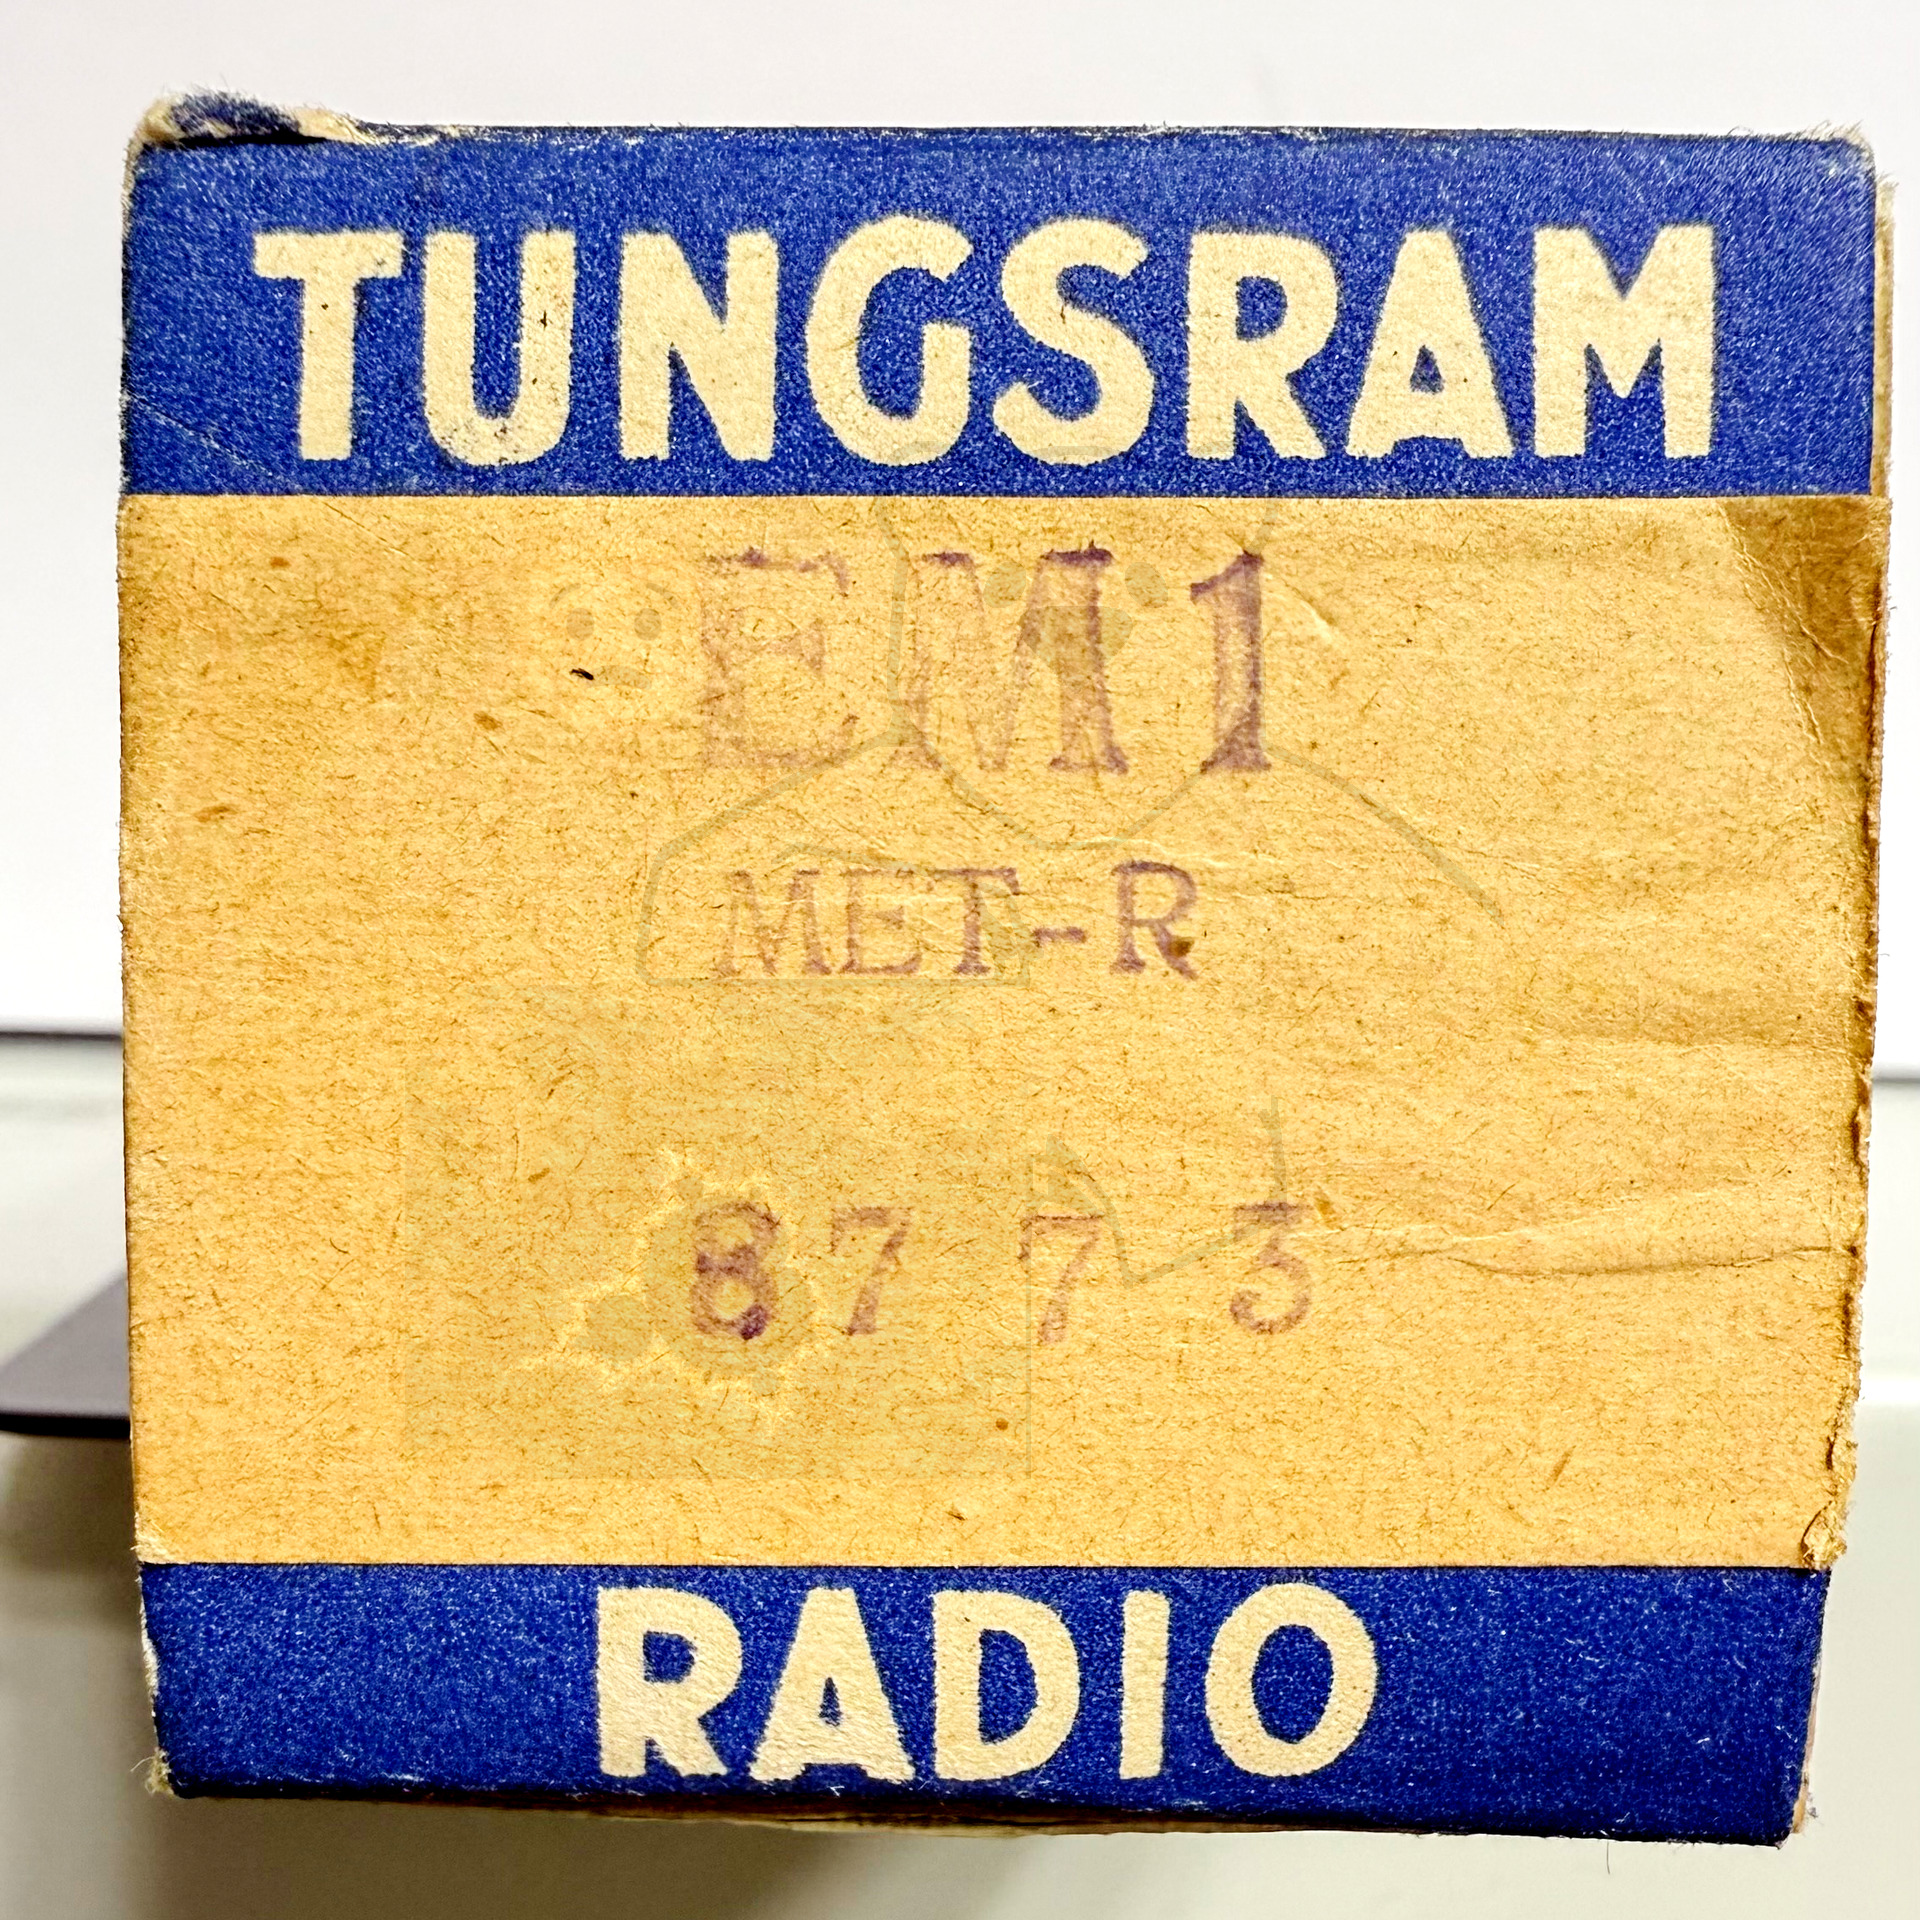 TUNGSRAM
EM1
MET-R
87 7 3
RADIO